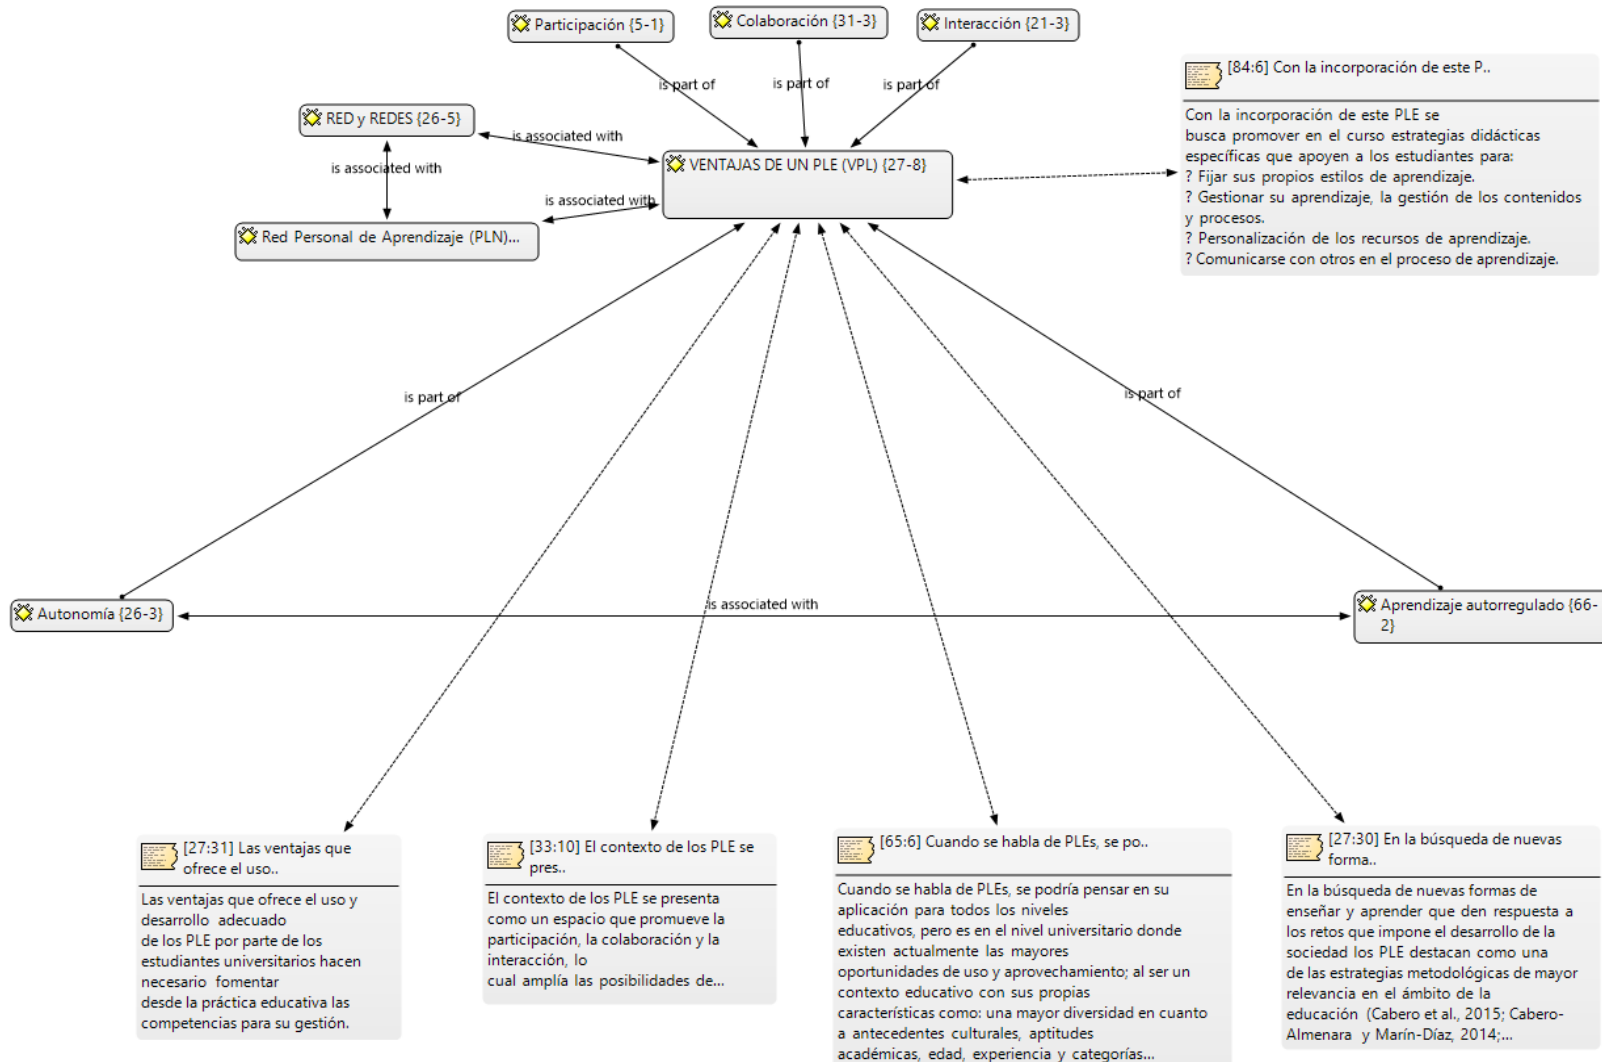 Participación {5-1}
Colaboración {31-3}
Interacción {21-3}
is part of
is part of
is part of
[84:6] Con la incorporación de este P..
Con la incorporación de este PLE se
busca promover en el curso estrategias didácticas
específicas que apoyen a los estudiantes para:
? Fijar sus propios estilos de aprendizaje.
? Gestionar su aprendizaje, la gestión de los contenidos
y procesos.
? Personalización de los recursos de aprendizaje.
? Comunicarse con otros en el proceso de aprendizaje.
RED y REDES {26-5}
is associated with
is associated with
VENTAJAS DE UN PLE (VPL) {27-8}
is associated with
Red Personal de Aprendizaje (PLN)...
is part of
is part of
Autonomía {26-3}
is associated with
Aprendizaje autorregulado {66-
2}
[27:31] Las ventajas que
ofrece el uso..
Las ventajas que ofrece el uso y
desarrollo adecuado
de los PLE por parte de los
estudiantes universitarios hacen
necesario fomentar
desde la práctica educativa las
competencias para su gestión.
[33:10] El contexto de los PLE se
pres..
El contexto de los PLE se presenta
como un espacio que promueve la
participación, la colaboración y la
interacción, lo
cual amplía las posibilidades de...
[65:6] Cuando se habla de PLEs, se po..
Cuando se habla de PLEs, se podría pensar en su
aplicación para todos los niveles
educativos, pero es en el nivel universitario donde
existen actualmente las mayores
oportunidades de uso y aprovechamiento; al ser un
contexto educativo con sus propias
características como: una mayor diversidad en cuanto
a antecedentes culturales, aptitudes
académicas, edad, experiencia y categorías...
[27:30] En la búsqueda de nuevas
forma..
En la búsqueda de nuevas formas de
enseñar y aprender que den respuesta a
los retos que impone el desarrollo de la
sociedad los PLE destacan como una
de las estrategias metodológicas de mayor
relevancia en el ámbito de la
educación (Cabero et al., 2015; Cabero-
Almenara y Marín-Díaz, 2014;...